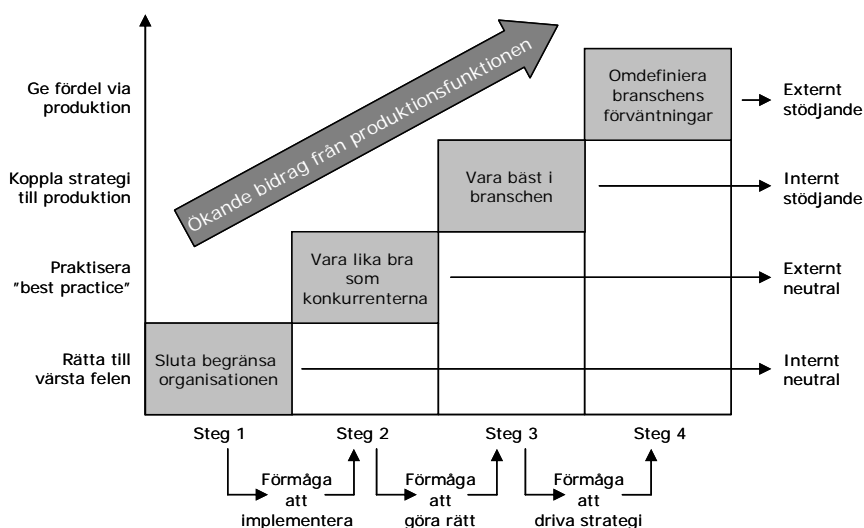 Ge fördel via
produktion
Koppla strategi
till produktion
Praktisera
"best practice"
Rätta till
värsta felen
Ökande bidrag från produktionsfunktionen
Omdefiniera
branschens
förväntningar
Vara bäst i
branschen
Vara lika bra
som
konkurrenterna
Sluta begränsa
organisationen
Externt
stödjande
Internt
stödjande
Externt
neutral
Internt
neutral
Steg 1
Steg 2
Steg 3
Steg 4
Förmåga
att
implementera
Förmåga
att
göra rätt
Förmåga
att
driva strategi